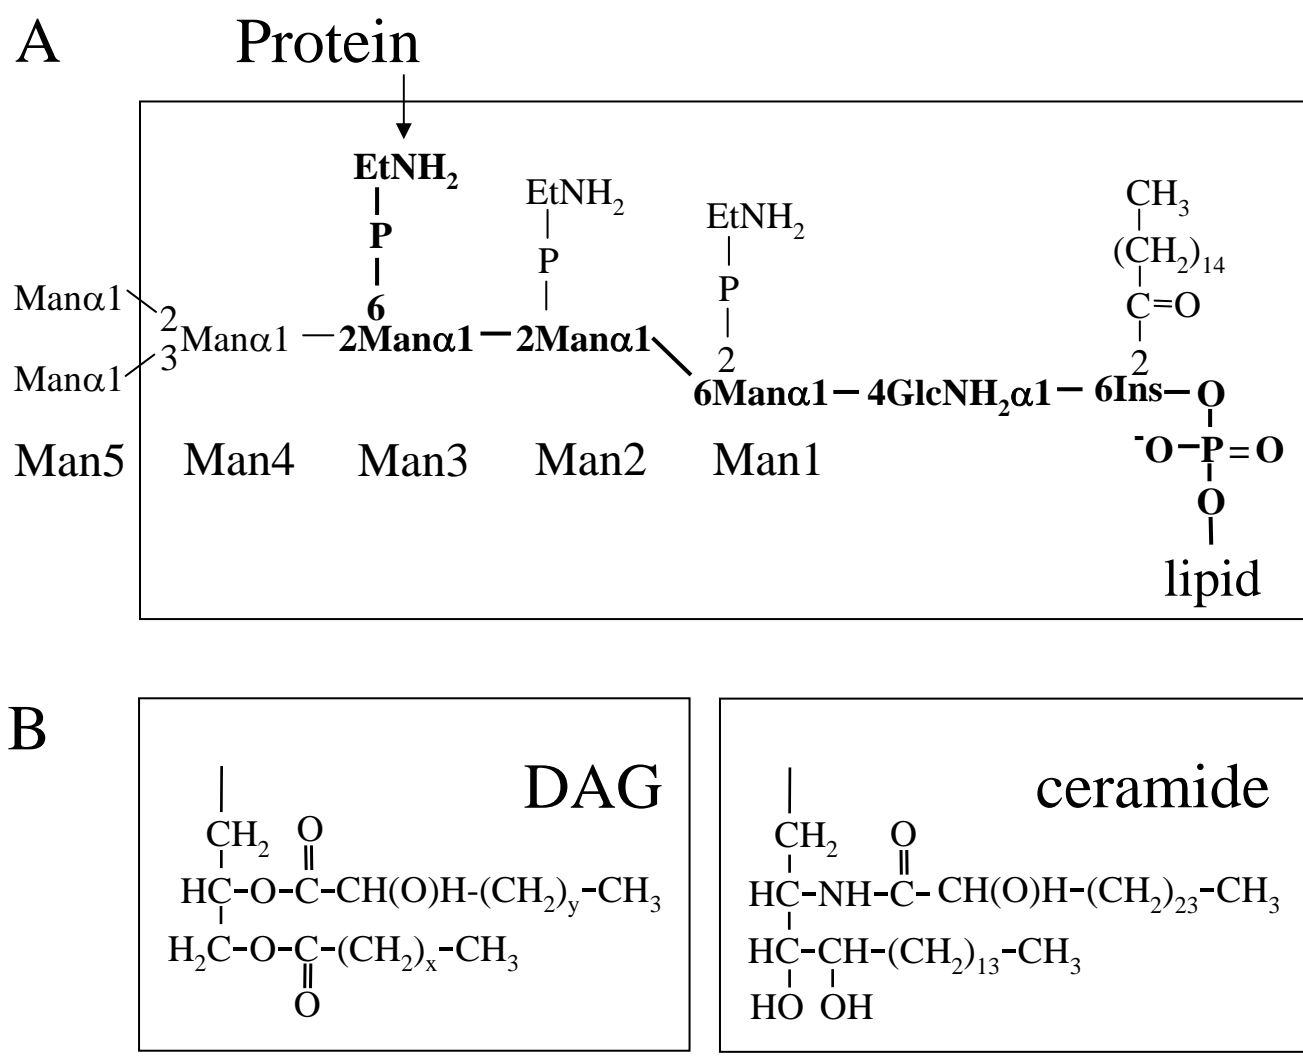 A
Protein
EtNH₂
P
6
EtNH₂
P
EtNH₂
P
2
CH₃
(CH₂)₁₄
C=O
2
Manα1
2
3
Manα1
Manα1
2Manα1
2Manα1
6Manα1
4GlcNH₂α1
6Ins
O
⁻O–P=O
O
lipid
Man5
Man4
Man3
Man2
Man1
B
DAG
CH₂
O
HC–O–C–CH(O)H-(CH₂)y–CH₃
H₂C–O–C–(CH₂)x–CH₃
O
ceramide
CH₂
O
HC–NH–C–CH(O)H–(CH₂)₂₃–CH₃
HC–CH–(CH₂)₁₃–CH₃
HO OH